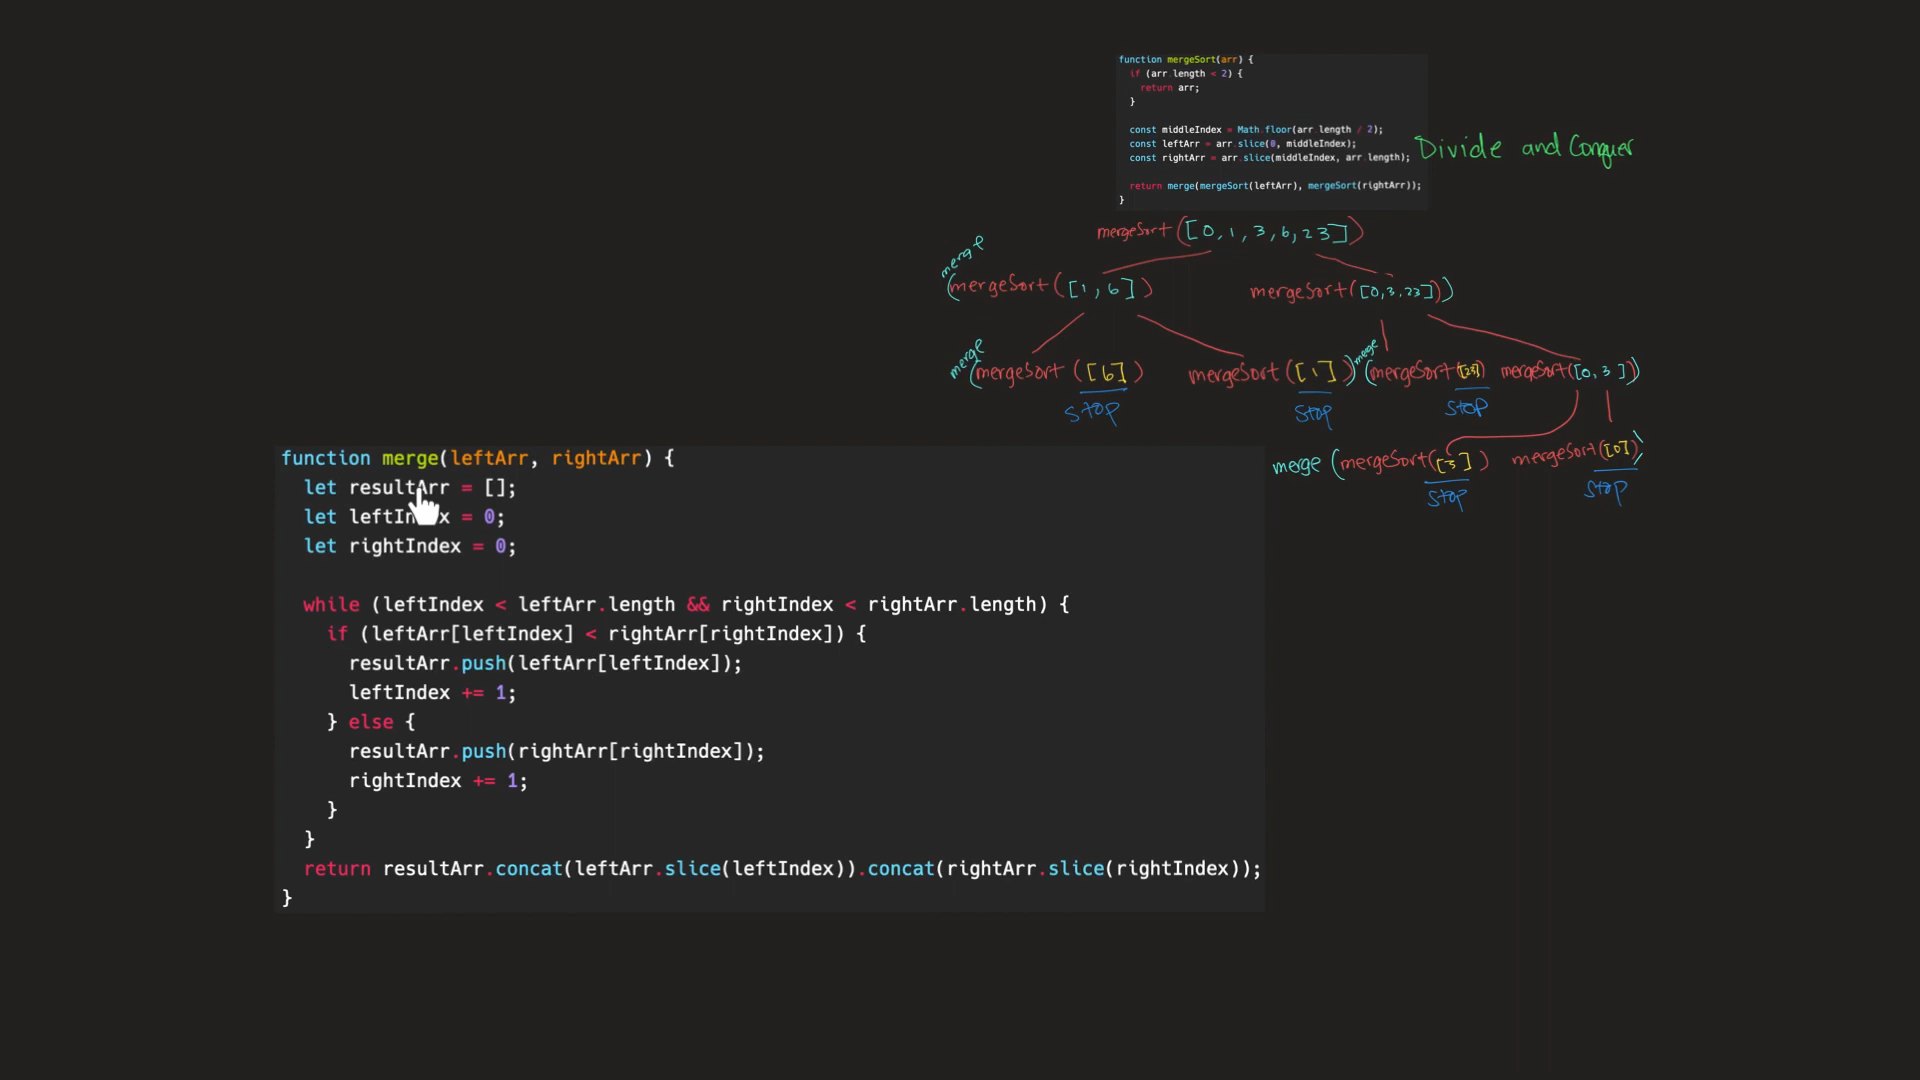 function mergeSort(arr) {
if (arr.length < 2) {
return arr;
}
const middleIndex = Math.floor(arr.length / 2);
const leftArr = arr.slice(0, middleIndex);
const rightArr = arr.slice(middleIndex, arr.length);
return merge(mergeSort(leftArr), mergeSort(rightArr));
}
Divide and Conquer
mergeSort([0,1,3,6,23])
merge
(mergeSort([1,6]) mergeSort([0,3,23]))
merge
(mergeSort([6]) mergeSort([1]))
merge
(mergeSort([23]) mergeSort([0,3]))
stop stop stop
merge (mergeSort([3]) mergeSort([0]))
stop stop
function merge(leftArr, rightArr) {
let resultArr = [];
let leftIndex = 0;
let rightIndex = 0;
while (leftIndex < leftArr.length && rightIndex < rightArr.length) {
if (leftArr[leftIndex] < rightArr[rightIndex]) {
resultArr.push(leftArr[leftIndex]);
leftIndex += 1;
} else {
resultArr.push(rightArr[rightIndex]);
rightIndex += 1;
}
}
return resultArr.concat(leftArr.slice(leftIndex)).concat(rightArr.slice(rightIndex));
}